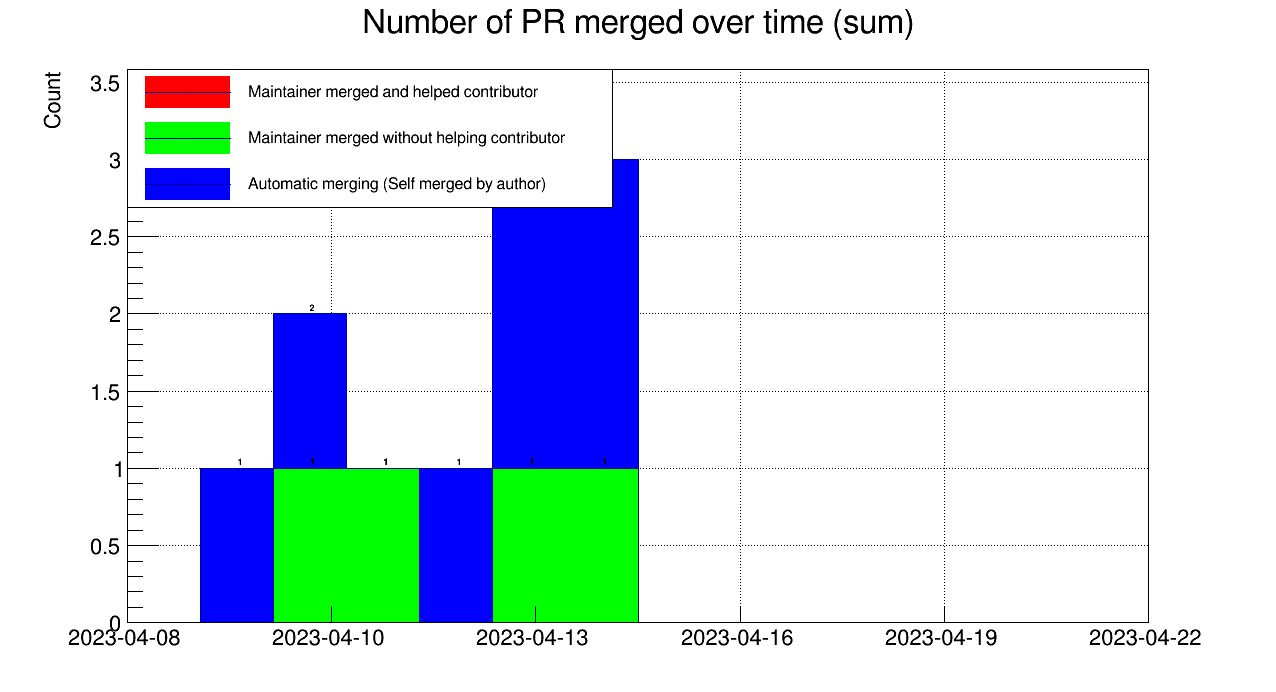 Number of PR merged over time (sum)
Count
3.5
3
2.5
2
1.5
1
0.5
0
Maintainer merged and helped contributor
Maintainer merged without helping contributor
Automatic merging (Self merged by author)
2
1 1 1 1 1 1
2023-04-08 2023-04-10 2023-04-13 2023-04-16 2023-04-19 2023-04-22